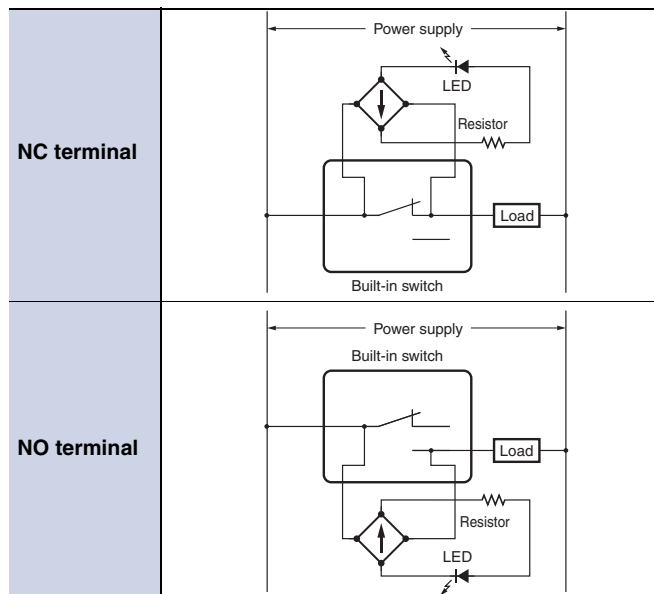 NC terminal
Power supply
LED
Resistor
Load
Built-in switch
NO terminal
Power supply
Built-in switch
Load
Resistor
LED